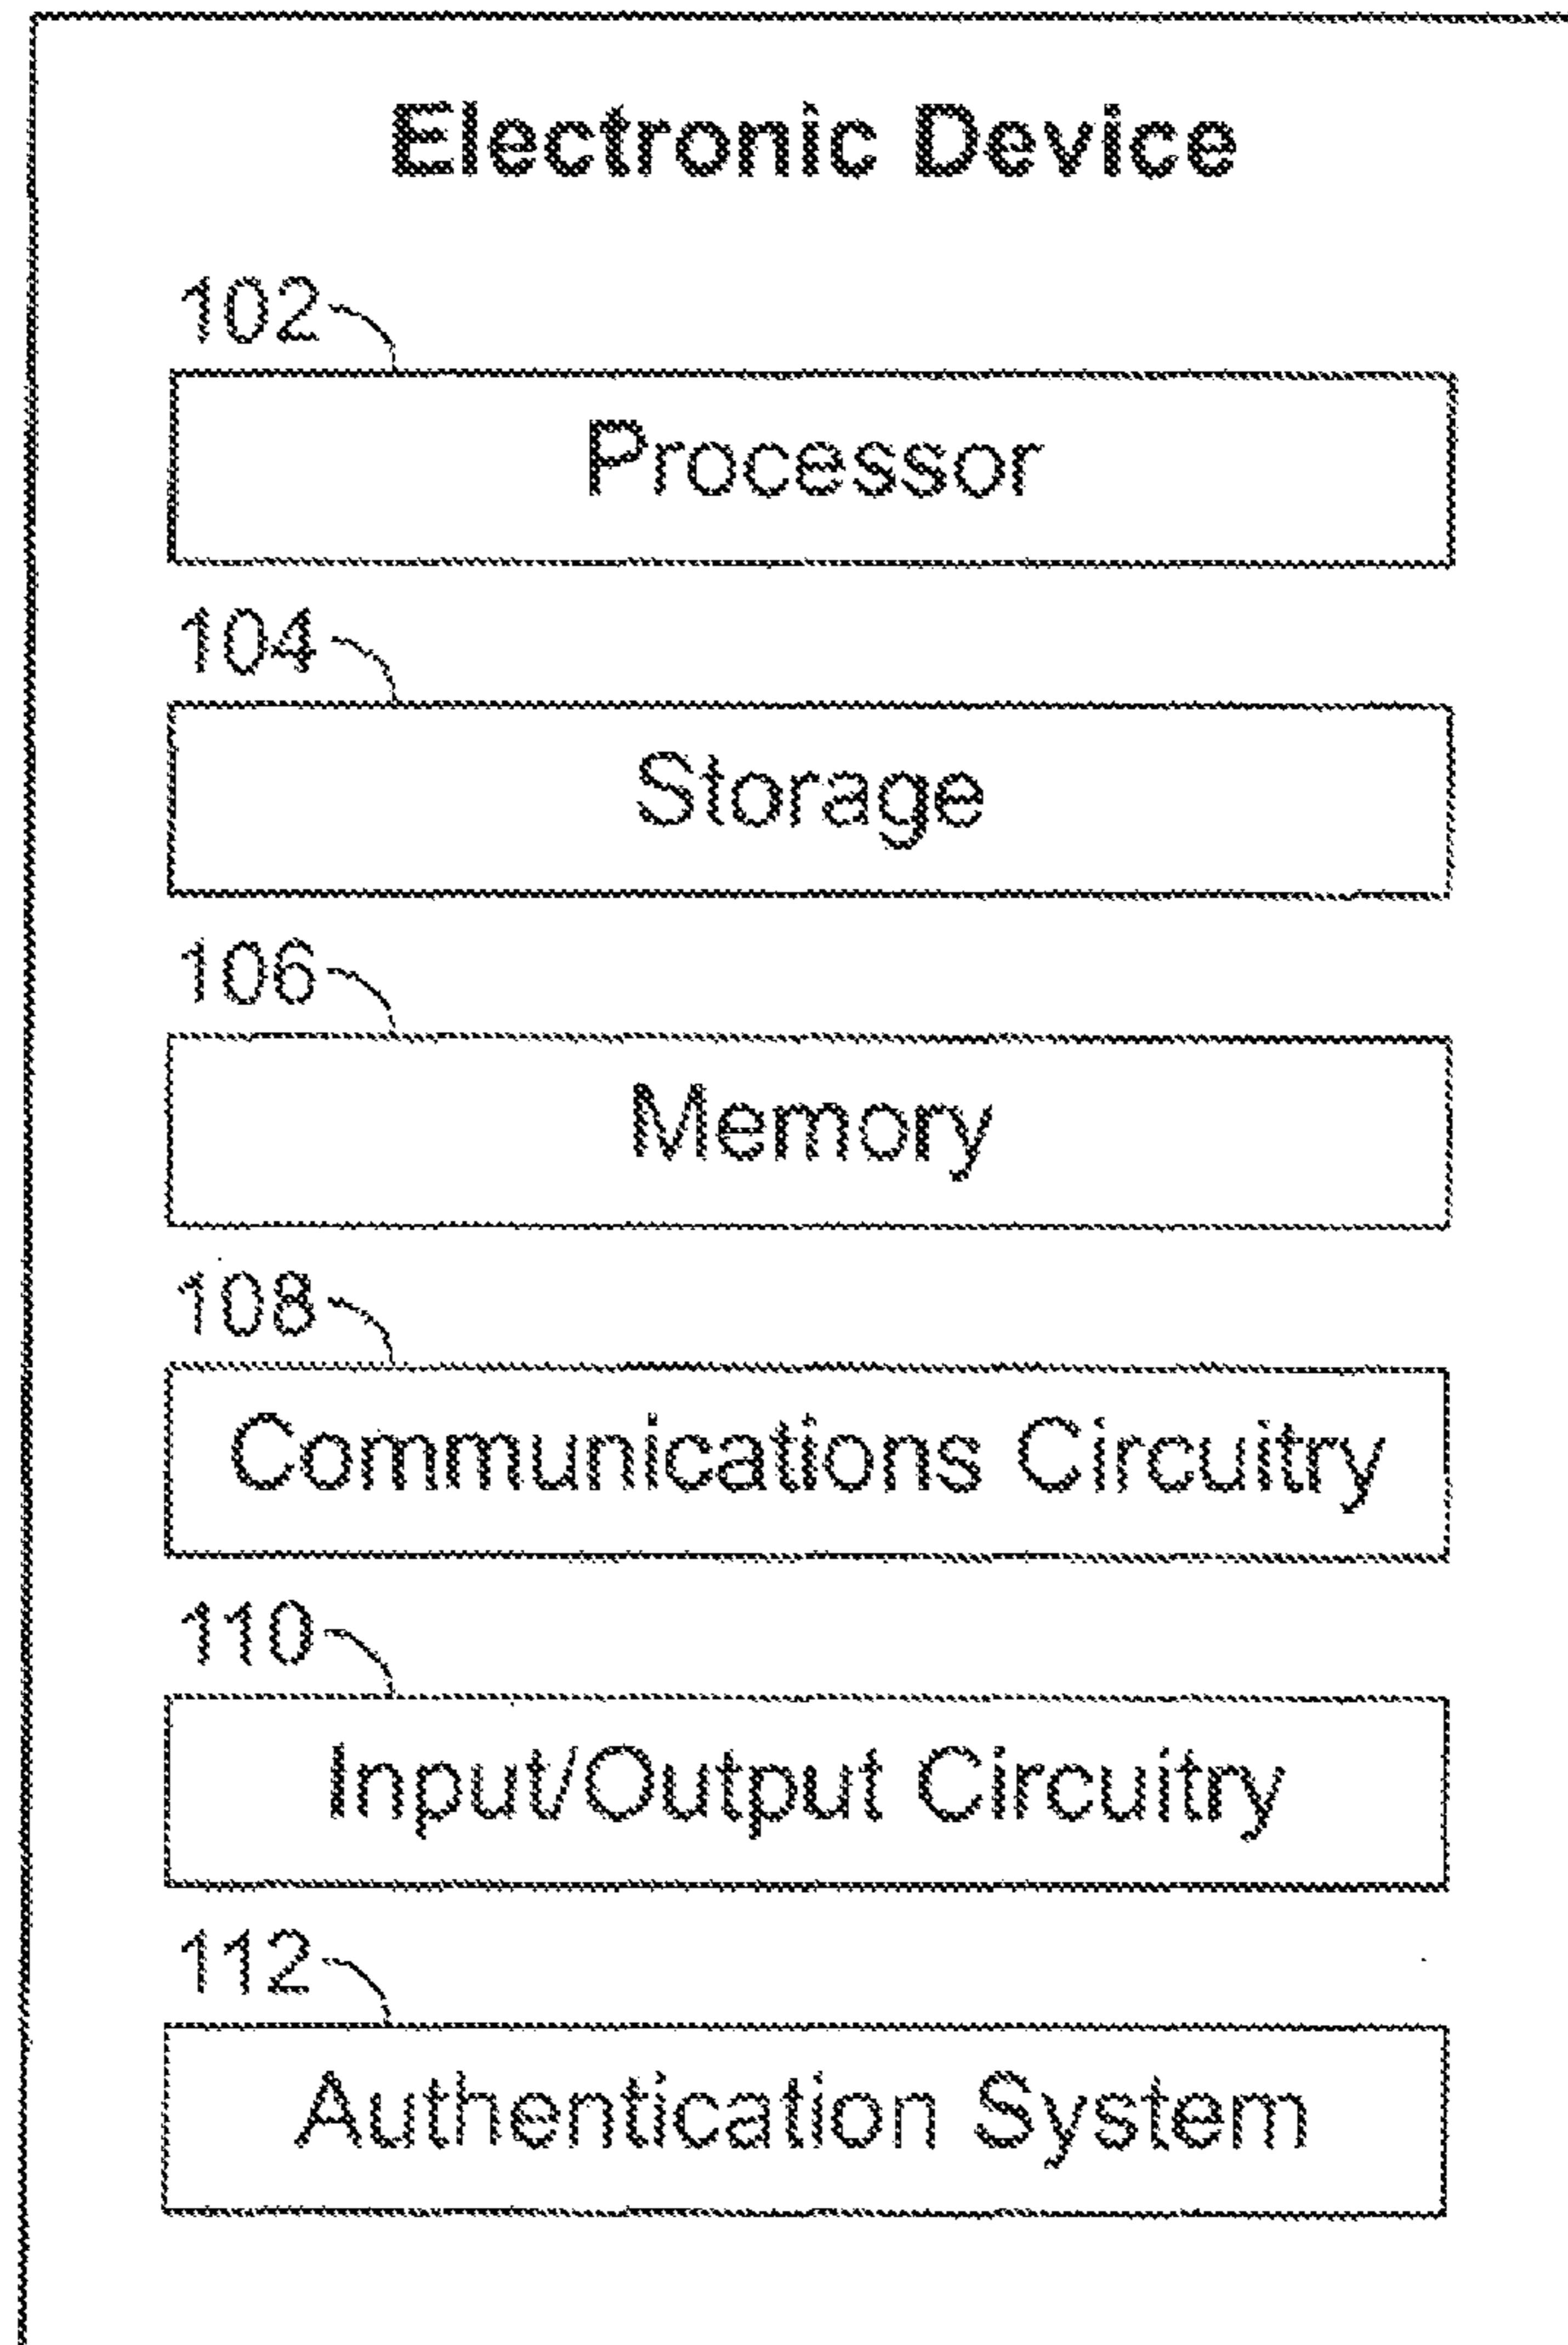 Electronic Device
102
Processor
104
Storage
106
Memory
108
Communications Circuitry
110
Input/Output Circuitry
112
Authentication System